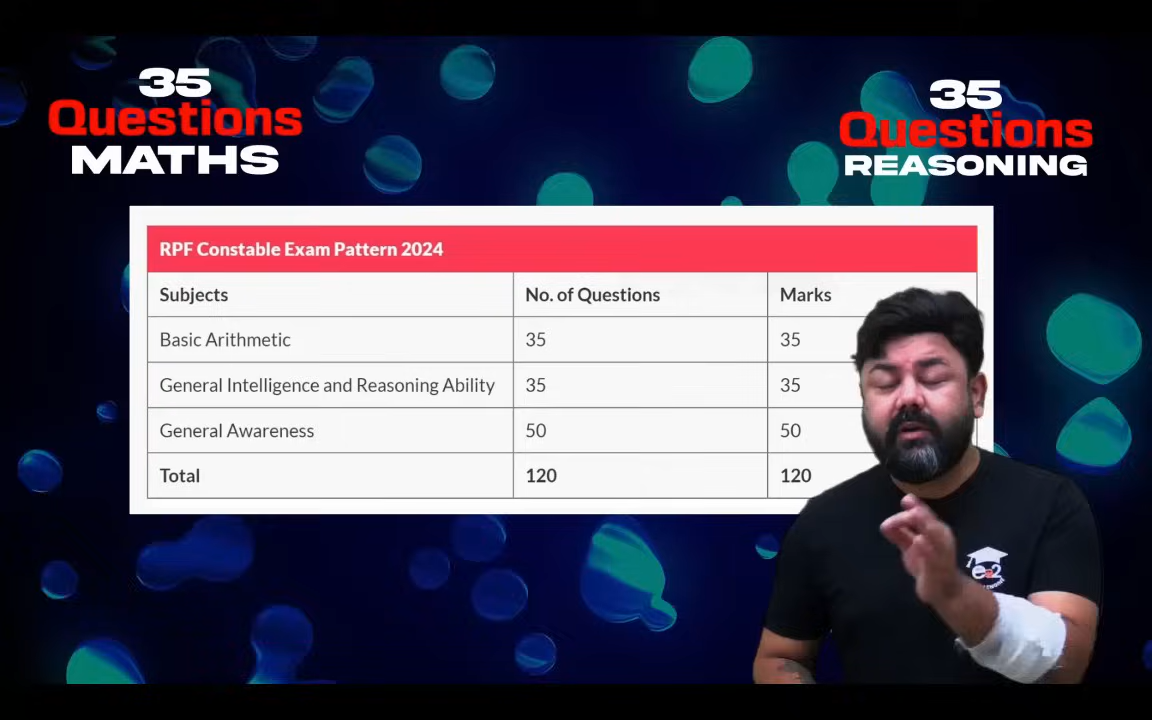 35
Questions
MATHS
35
Questions
REASONING
RPF Constable Exam Pattern 2024
Subjects No. of Questions Marks
Basic Arithmetic 35 35
General Intelligence and Reasoning Ability 35 35
General Awareness 50 50
Total 120 120
e2